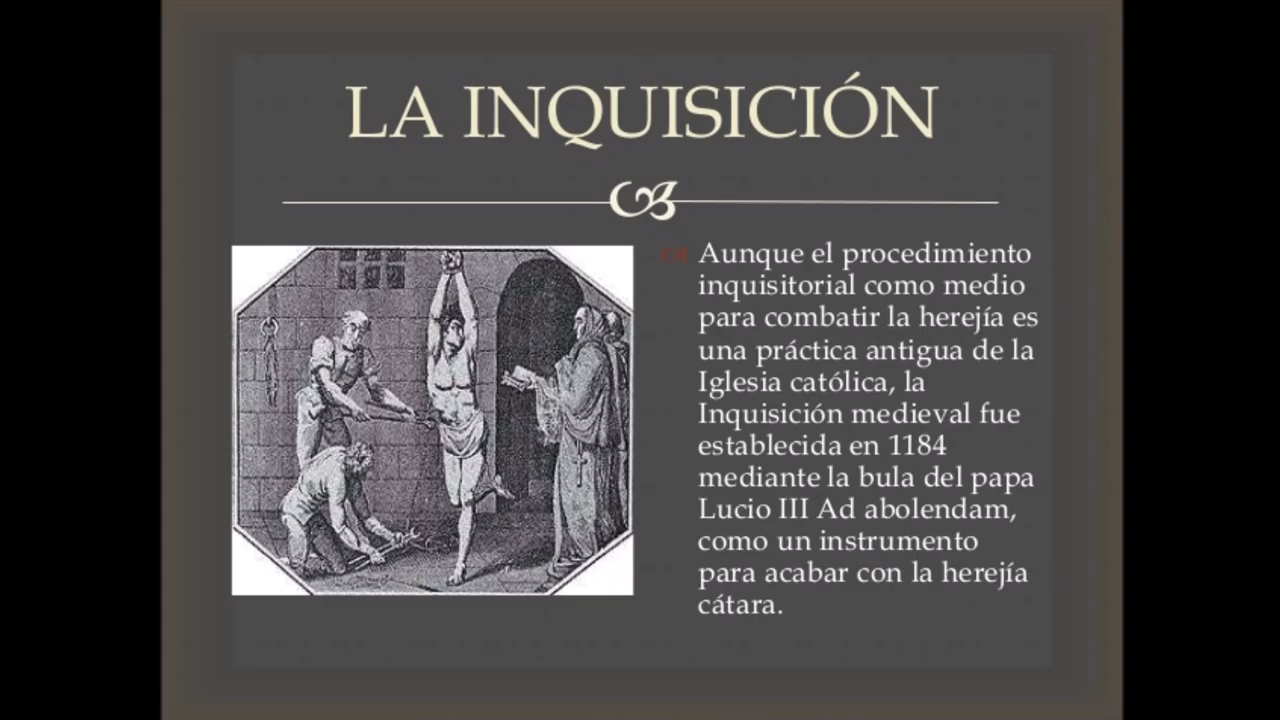 LA INQUISICIÓN
Aunque el procedimiento
inquisitorial como medio
para combatir la herejía es
una práctica antigua de la
Iglesia católica, la
Inquisición medieval fue
establecida en 1184
mediante la bula del papa
Lucio III Ad abolendam,
como un instrumento
para acabar con la herejía
cátara.